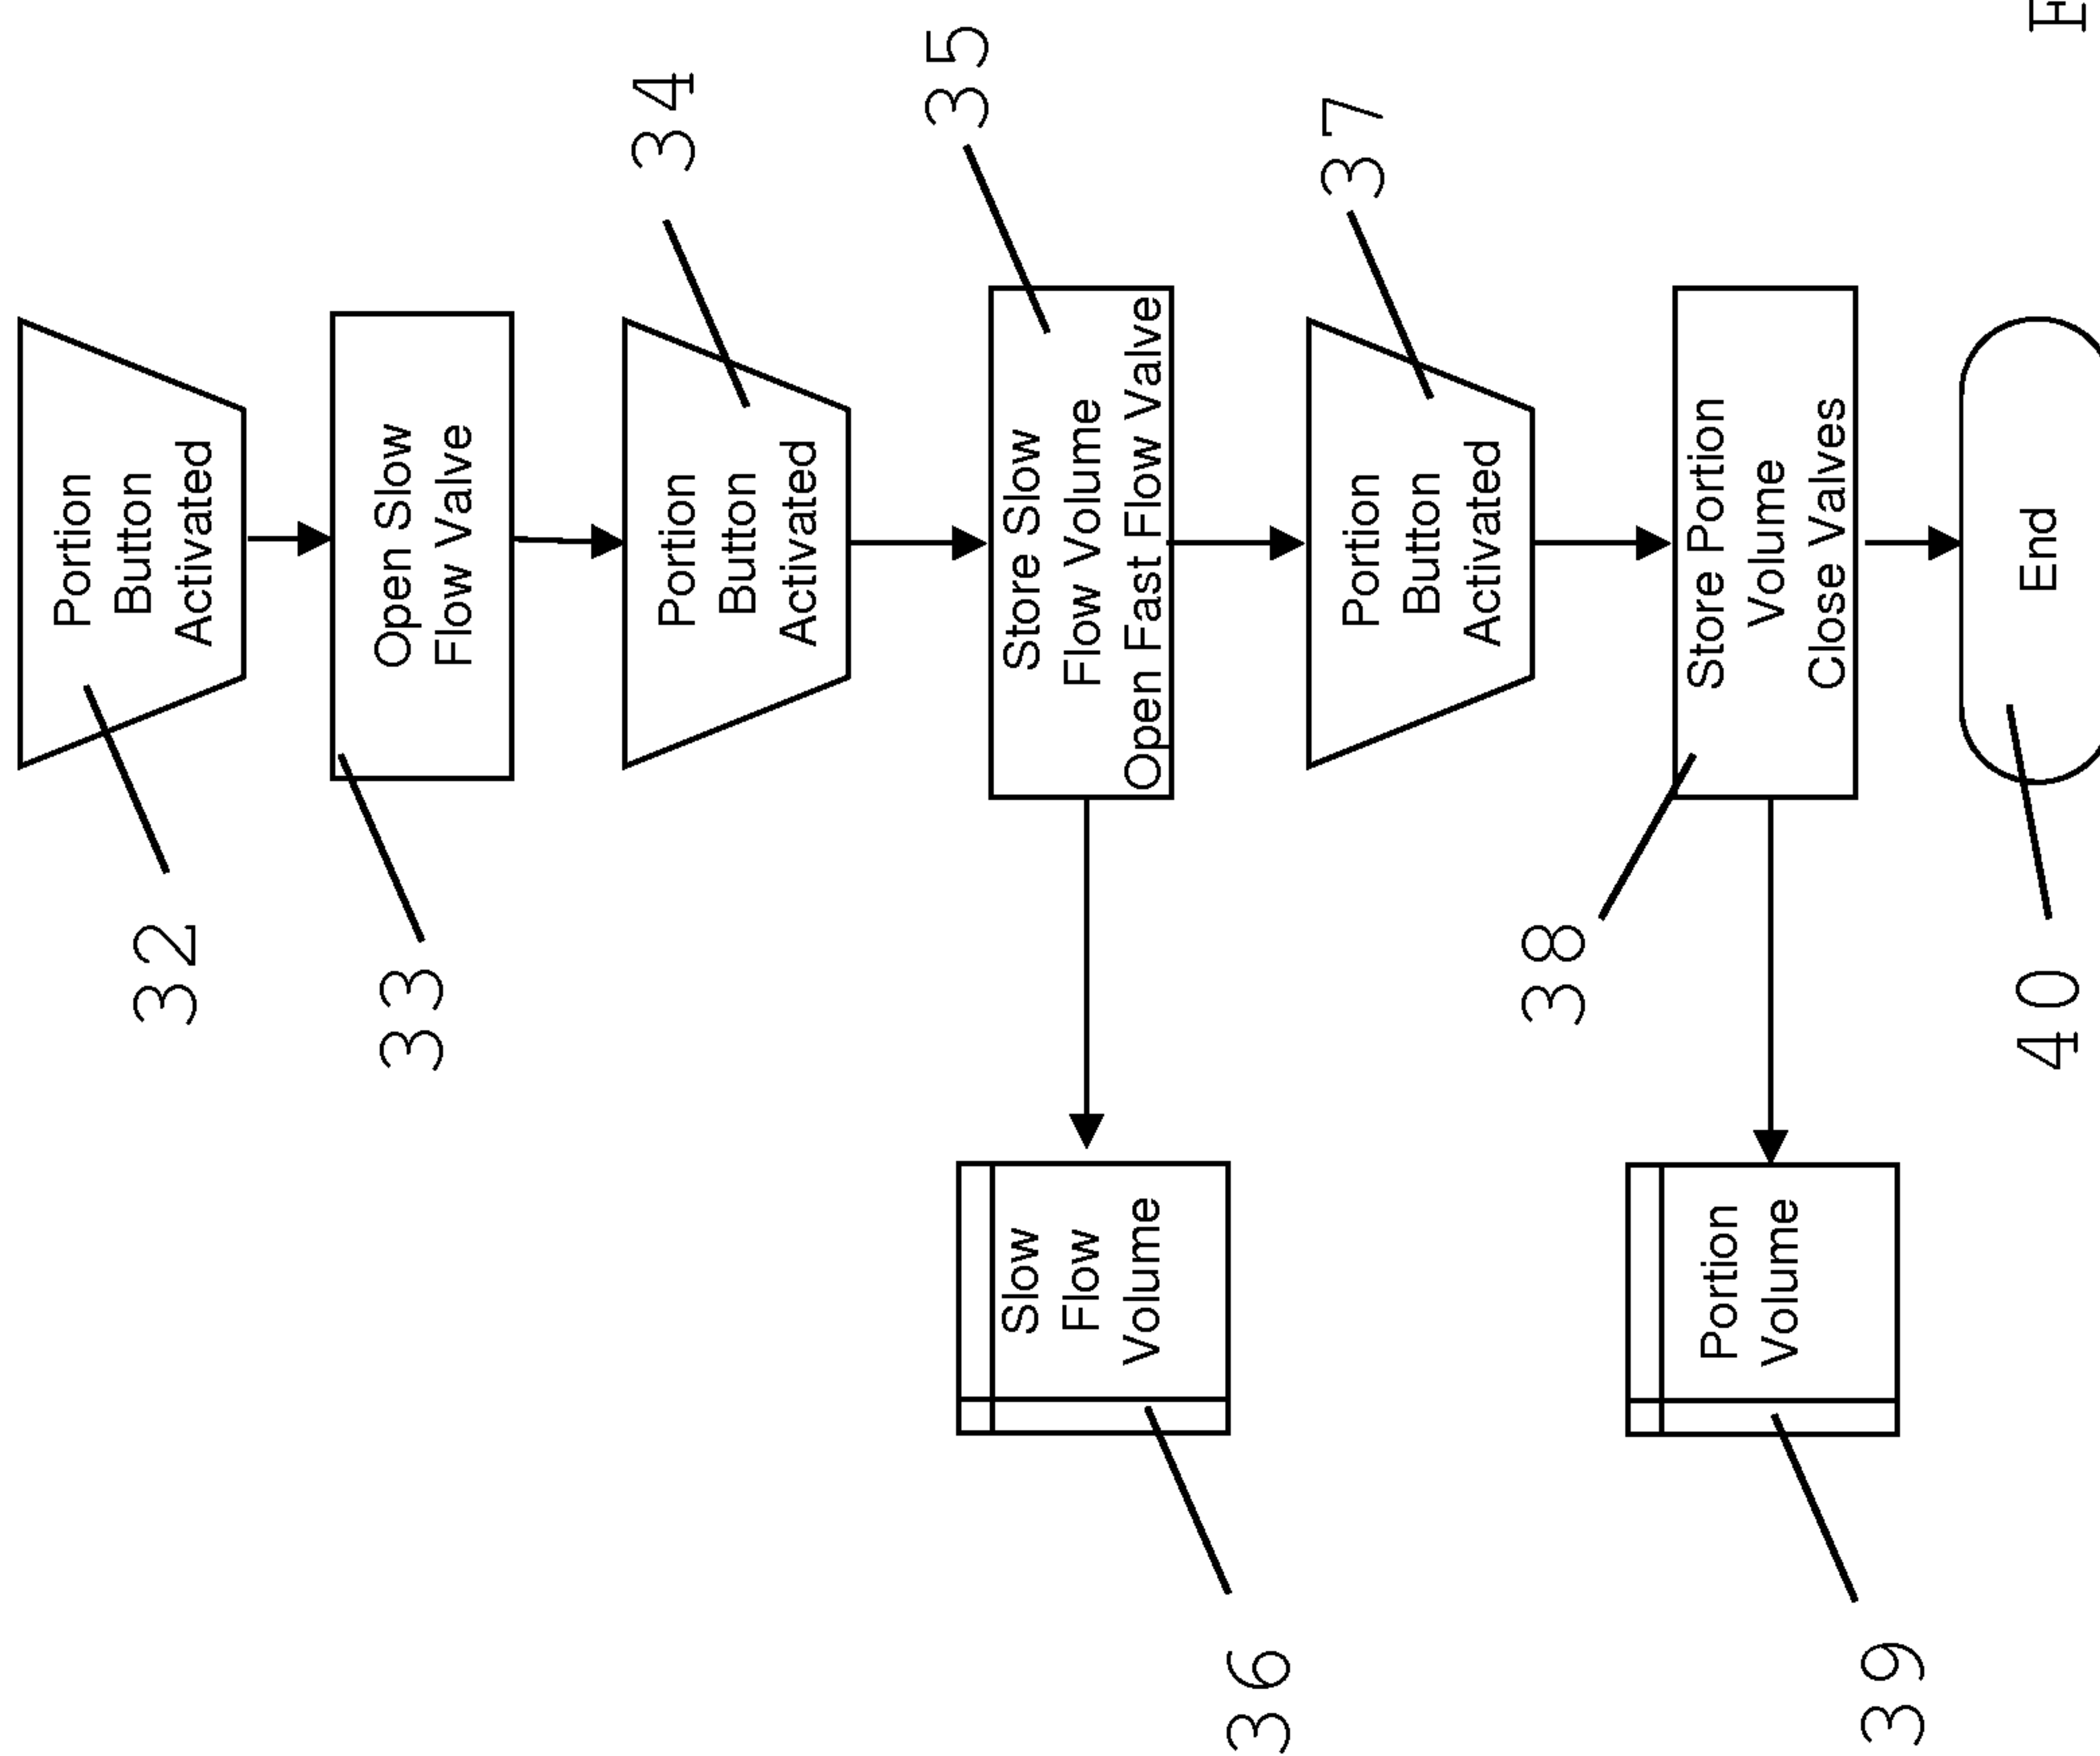 Portion
Button
Activated
32
Open Slow
Flow Valve
33
Portion
Button
Activated
34
Store Slow
Flow Volume
Open Fast Flow Valve
35
Slow
Flow
Volume
36
Portion
Button
Activated
37
Store Portion
Volume
Close Valves
38
Portion
Volume
39
End
40